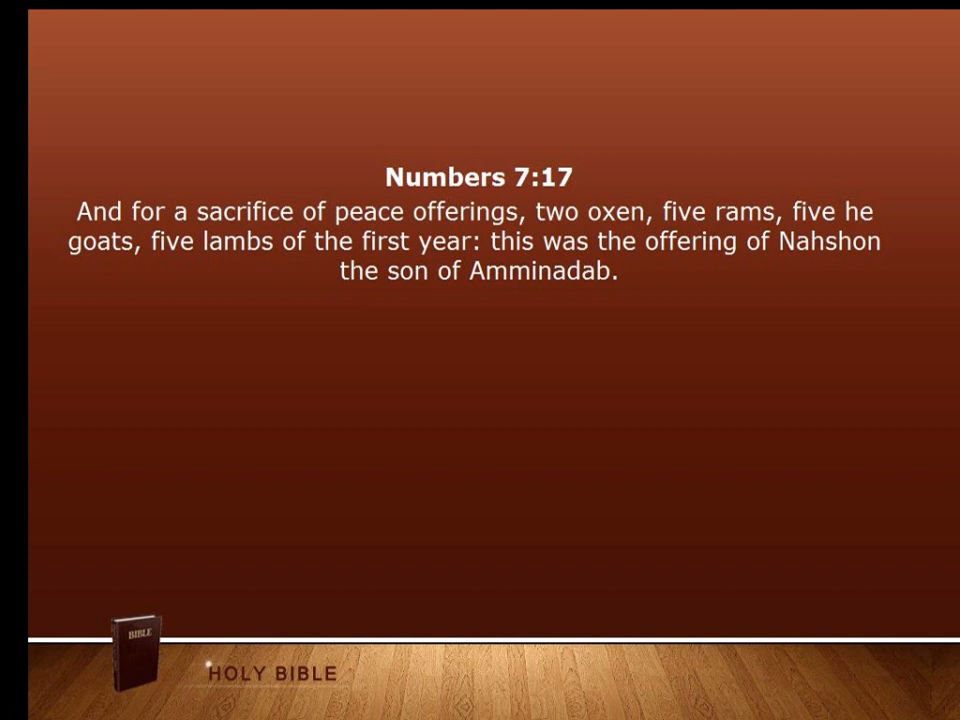 Numbers 7:17
And for a sacrifice of peace offerings, two oxen, five rams, five he
goats, five lambs of the first year: this was the offering of Nahshon
the son of Amminadab.
BIBLE
HOLY BIBLE